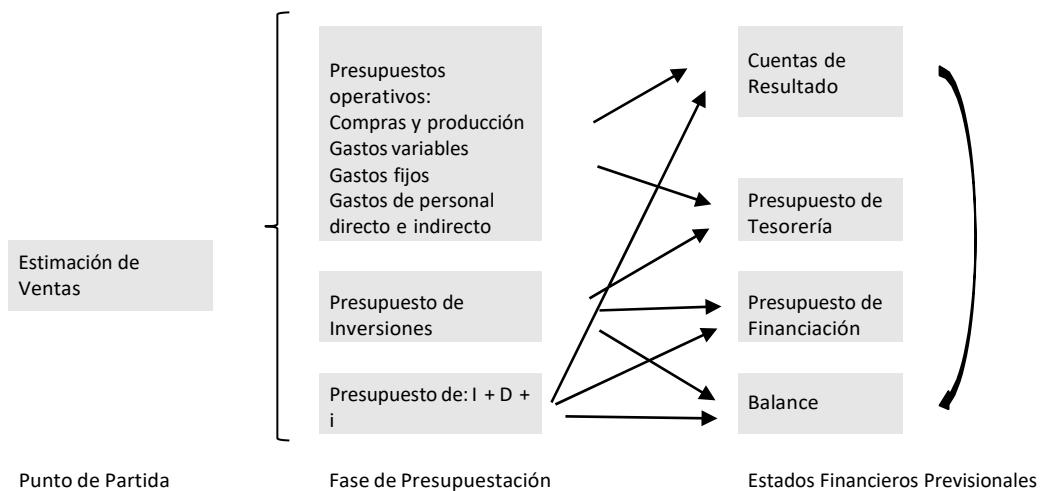 Estimación de
Ventas
Punto de Partida
Presupuestos
operativos:
Compras y producción
Gastos variables
Gastos fijos
Gastos de personal
directo e indirecto
Presupuesto de
Inversiones
Presupuesto de: I + D +
i
Fase de Presupuestación
Cuentas de
Resultado
Presupuesto de
Tesorería
Presupuesto de
Financiación
Balance
Estados Financieros Previsionales